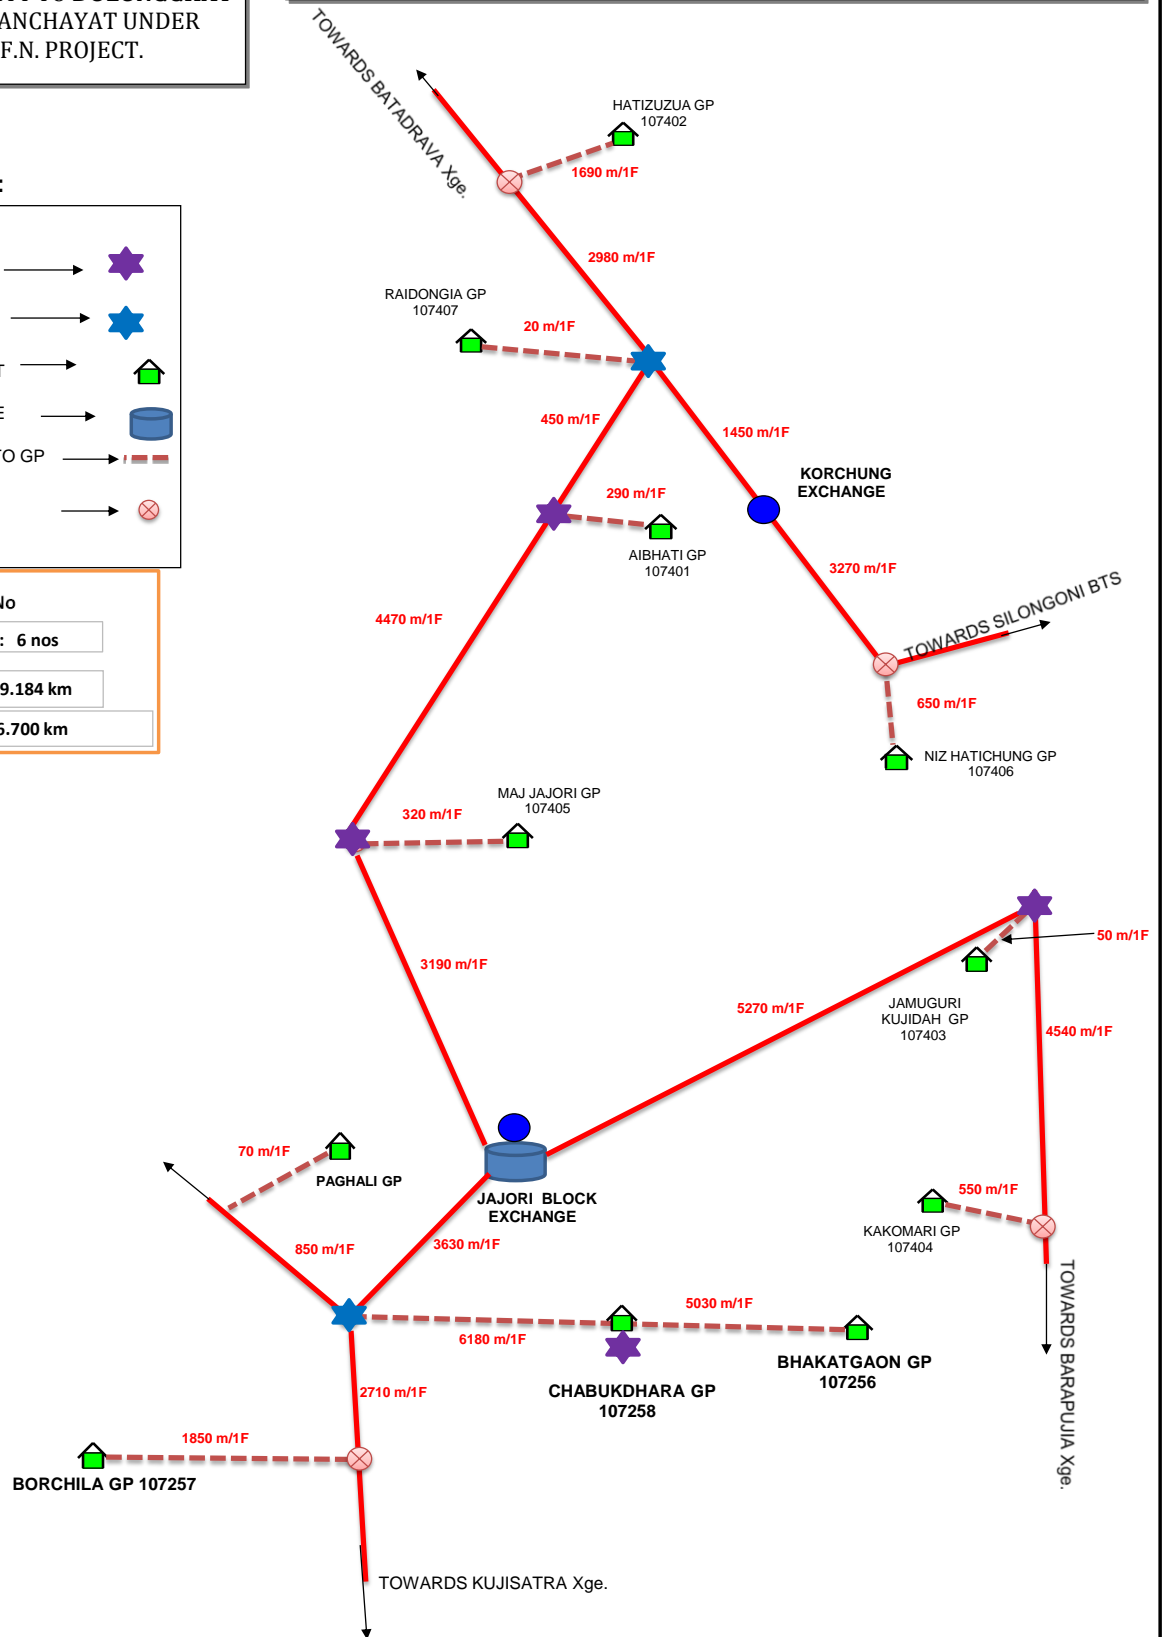 ANCHAYAT UNDER
F.N. PROJECT.
TOWARDS BATADRAVA Xge.
HATIZUZUA GP
107402
1690 m/1F
:
2980 m/1F
RAIDONGIA GP
107407
20 m/1F
T
E
TO GP
450 m/1F
1450 m/1F
KORCHUNG
EXCHANGE
290 m/1F
AIBHATI GP
107401
3270 m/1F
TOWARDS SILONGONI BTS
No
: 6 nos
9.184 km
5.700 km
4470 m/1F
650 m/1F
NIZ HATICHUNG GP
107406
MAJ JAJORI GP
107405
320 m/1F
50 m/1F
3190 m/1F
5270 m/1F
JAMUGURI
KUJIDAH GP
107403
4540 m/1F
70 m/1F
PAGHALI GP
JAJORI BLOCK
EXCHANGE
550 m/1F
KAKOMARI GP
107404
850 m/1F
3630 m/1F
5030 m/1F
6180 m/1F
BHAKATGAON GP
107256
CHABUKDHARA GP
107258
TOWARDS BARAPUJIA Xge.
2710 m/1F
1850 m/1F
BORCHILA GP 107257
TOWARDS KUJISATRA Xge.